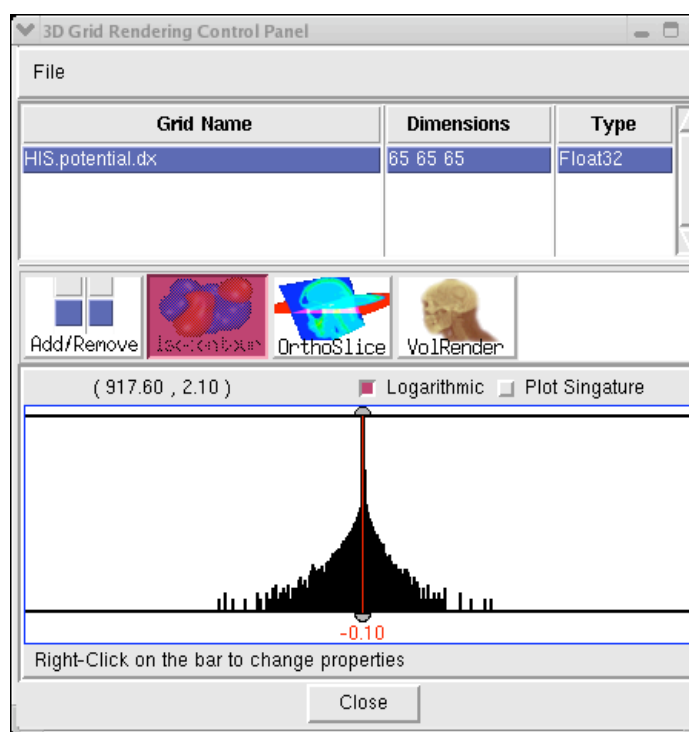 3D Grid Rendering Control Panel
File
Grid Name Dimensions Type
HIS.potential.dx 65 65 65 Float32
Add/Remove Iso-contour OrthoSlice VolRender
( 917.60 , 2.10 ) Logarithmic Plot Singature
-0.10
Right-Click on the bar to change properties
Close